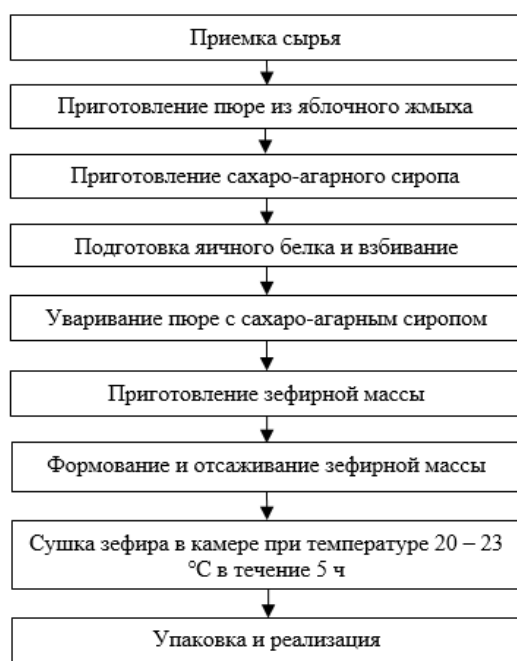 Приемка сырья
Приготовление пюре из яблочного жмыха
Приготовление сахаро-агарного сиропа
Подготовка яичного белка и взбивание
Уваривание пюре с сахаро-агарным сиропом
Приготовление зефирной массы
Формование и отсаживание зефирной массы
Сушка зефира в камере при температуре 20 – 23
℃ в течение 5 ч
Упаковка и реализация